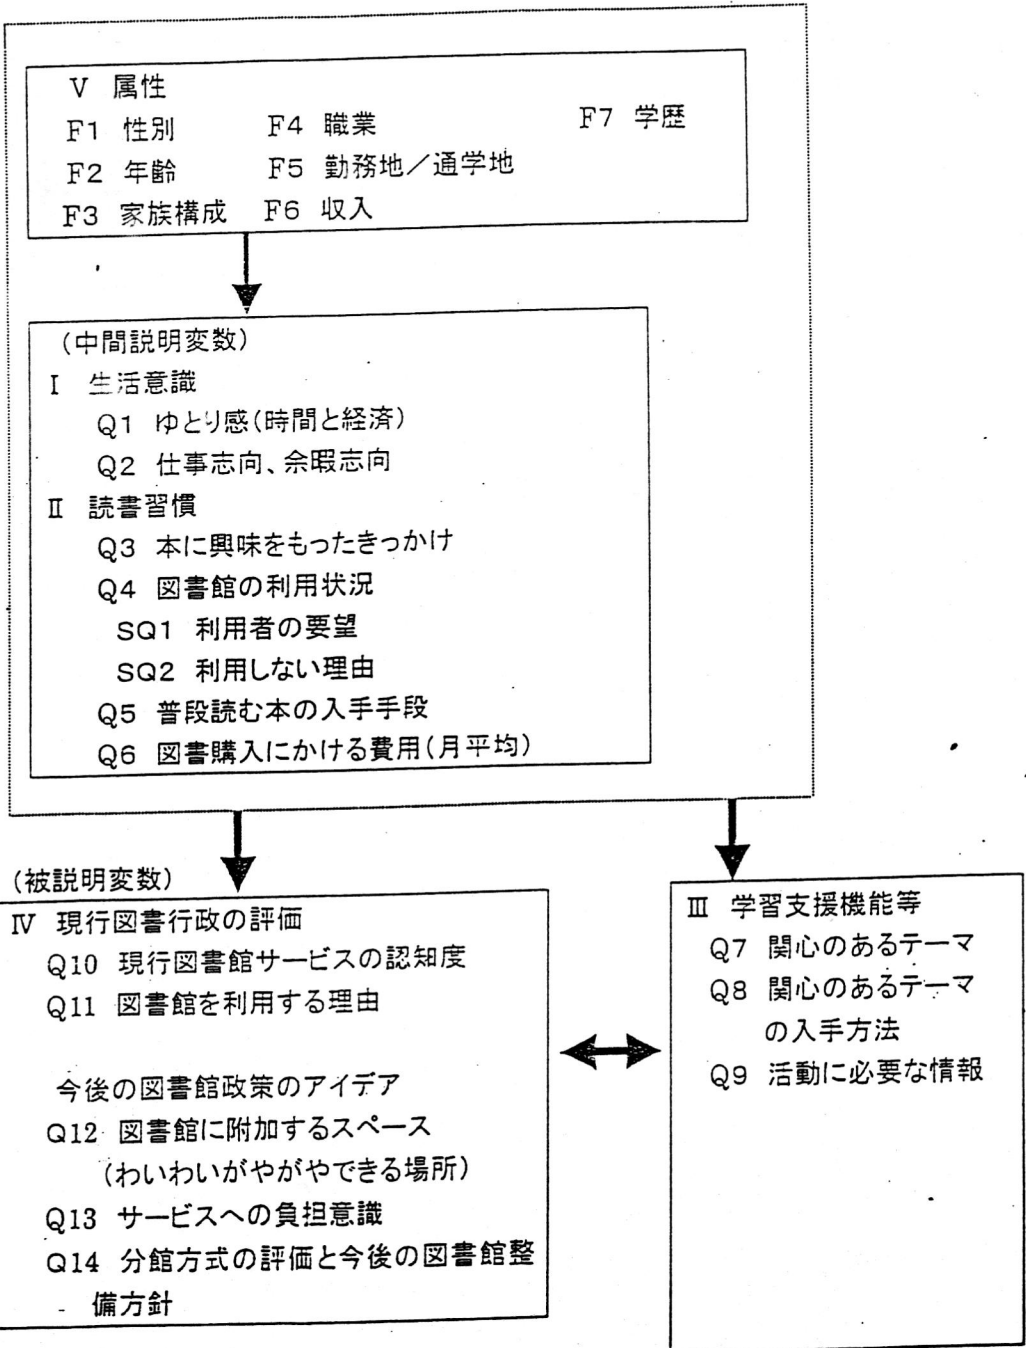 Ⅴ 属性
F1 性別 F4 職業 F7 学歴
F2 年齢 F5 勤務地／通学地
F3 家族構成 F6 収入
(中間説明変数)
Ⅰ 生活意識
Q1 ゆとり感(時間と経済)
Q2 仕事志向、余暇志向
Ⅱ 読書習慣
Q3 本に興味をもったきっかけ
Q4 図書館の利用状況
SQ1 利用者の要望
SQ2 利用しない理由
Q5 普段読む本の入手手段
Q6 図書購入にかける費用(月平均)
(被説明変数)
Ⅳ 現行図書行政の評価
Q10 現行図書館サービスの認知度
Q11 図書館を利用する理由
今後の図書館政策のアイデア
Q12 図書館に附加するスペース
(わいわいがやがやできる場所)
Q13 サービスへの負担意識
Q14 分館方式の評価と今後の図書館整
備方針
Ⅲ 学習支援機能等
Q7 関心のあるテーマ
Q8 関心のあるテーマ
の入手方法
Q9 活動に必要な情報